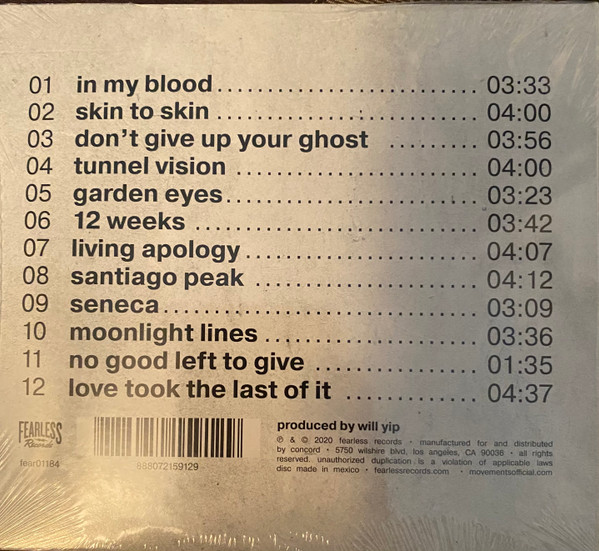 01 in my blood........................ 03:33
02 skin to skin........................ 04:00
03 don't give up your ghost ......... 03:56
04 tunnel vision ...................... 04:00
05 garden eyes....................... 03:23
06 12 weeks.......................... 03:42
07 living apology..................... 04:07
08 santiago peak .................... 04:12
09 seneca............................ 03:09
10 moonlight lines ................... 03:36
11 no good left to give .............. 01:35
12 love took the last of it ............ 04:37
FEARLESS
Records
fear01184
888072159129
produced by will yip
℗ & © 2020 fearless records · manufactured for and distributed
by concord · 5750 wilshire blvd, los angeles, CA 90036 · all rights
reserved. unauthorized duplication is a violation of applicable laws
disc made in mexico · fearlessrecords.com · movementsofficial.com